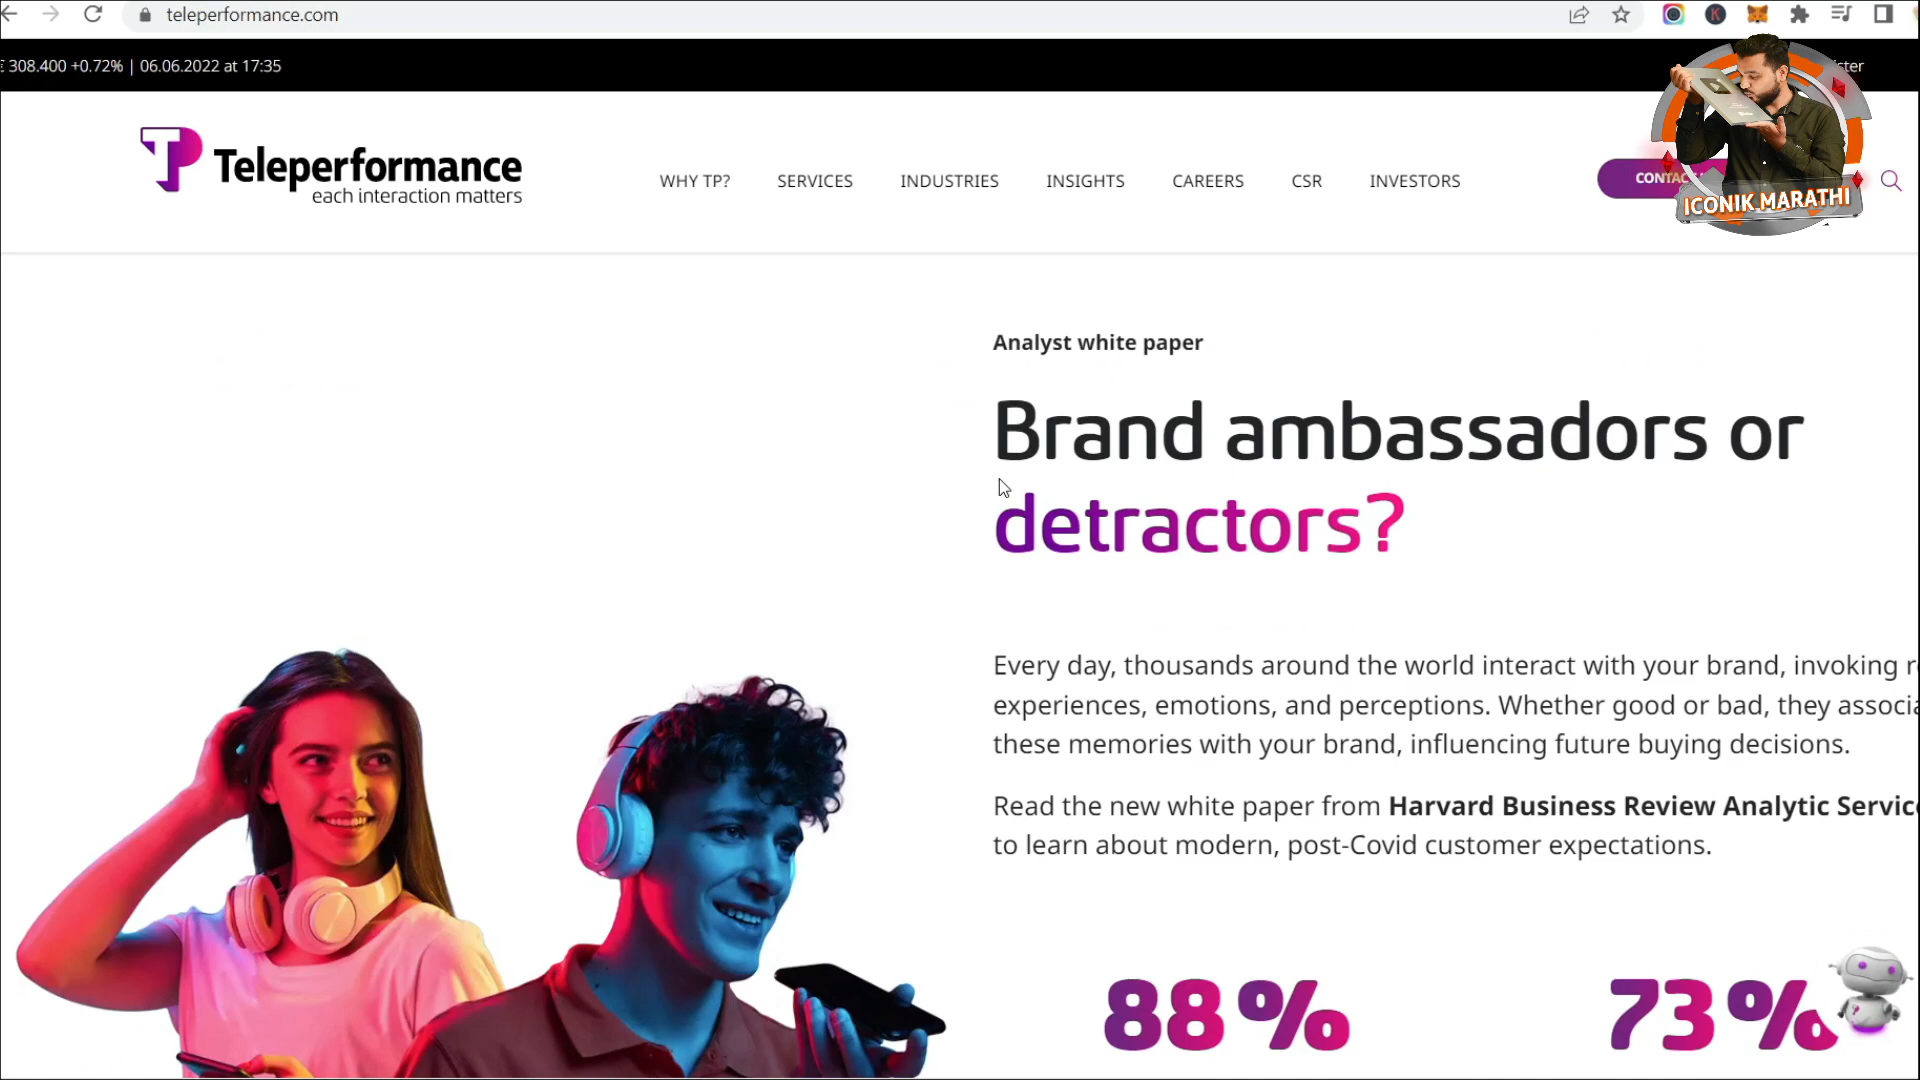 teleperformance.com
308.400 +0.72% | 06.06.2022 at 17:35
Teleperformance
each interaction matters
WHY TP?
SERVICES
INDUSTRIES
INSIGHTS
CAREERS
CSR
INVESTORS
ICONIK MARATHI
Analyst white paper
Brand ambassadors or
detractors?
Every day, thousands around the world interact with your brand, invoking
experiences, emotions, and perceptions. Whether good or bad, they
these memories with your brand, influencing future buying decisions.
Read the new white paper from Harvard Business Review Analytic
to learn about modern, post-Covid customer expectations.
88%
73%